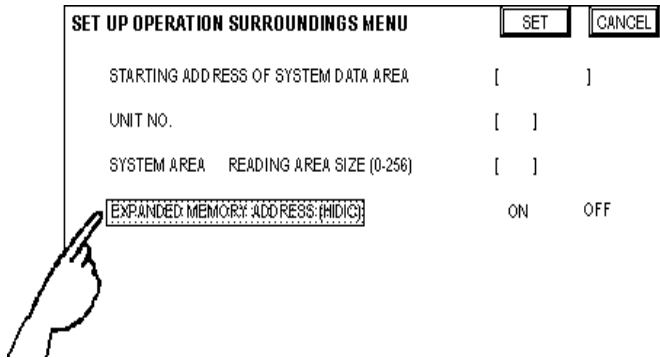 SET UP OPERATION SURROUNDINGS MENU SET CANCEL
STARTING ADDRESS OF SYSTEM DATA AREA [ ]
UNIT NO. [ ]
SYSTEM AREA READING AREA SIZE (0-256) [ ]
EXPANDED MEMORY ADDRESS (HIDIC) ON OFF